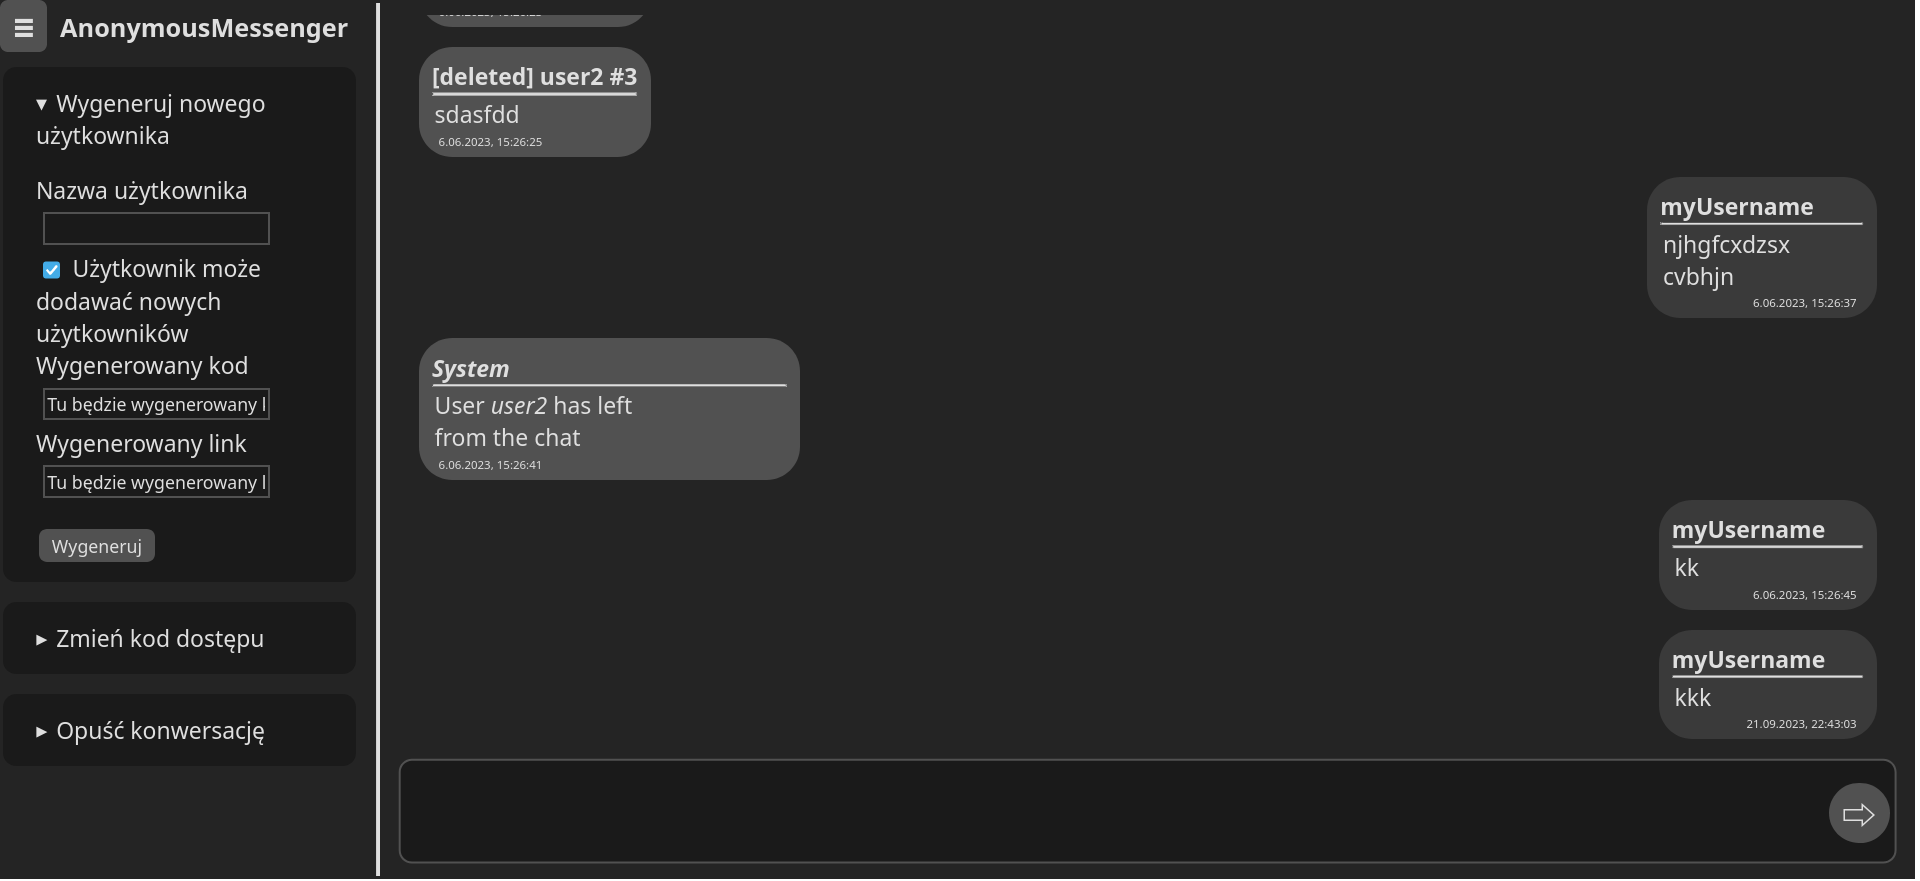 AnonymousMessenger
▼ Wygeneruj nowego
użytkownika
Nazwa użytkownika
Użytkownik może
dodawać nowych
użytkowników
Wygenerowany kod
Tu będzie wygenerowany l
Wygenerowany link
Tu będzie wygenerowany l
Wygeneruj
▶ Zmień kod dostępu
▶ Opuść konwersację
[deleted] user2 #3
sdasfdd
6.06.2023, 15:26:25
myUsername
njhgfcxdzsx
cvbhjn
6.06.2023, 15:26:37
System
User user2 has left
from the chat
6.06.2023, 15:26:41
myUsername
kk
6.06.2023, 15:26:45
myUsername
kkk
21.09.2023, 22:43:03